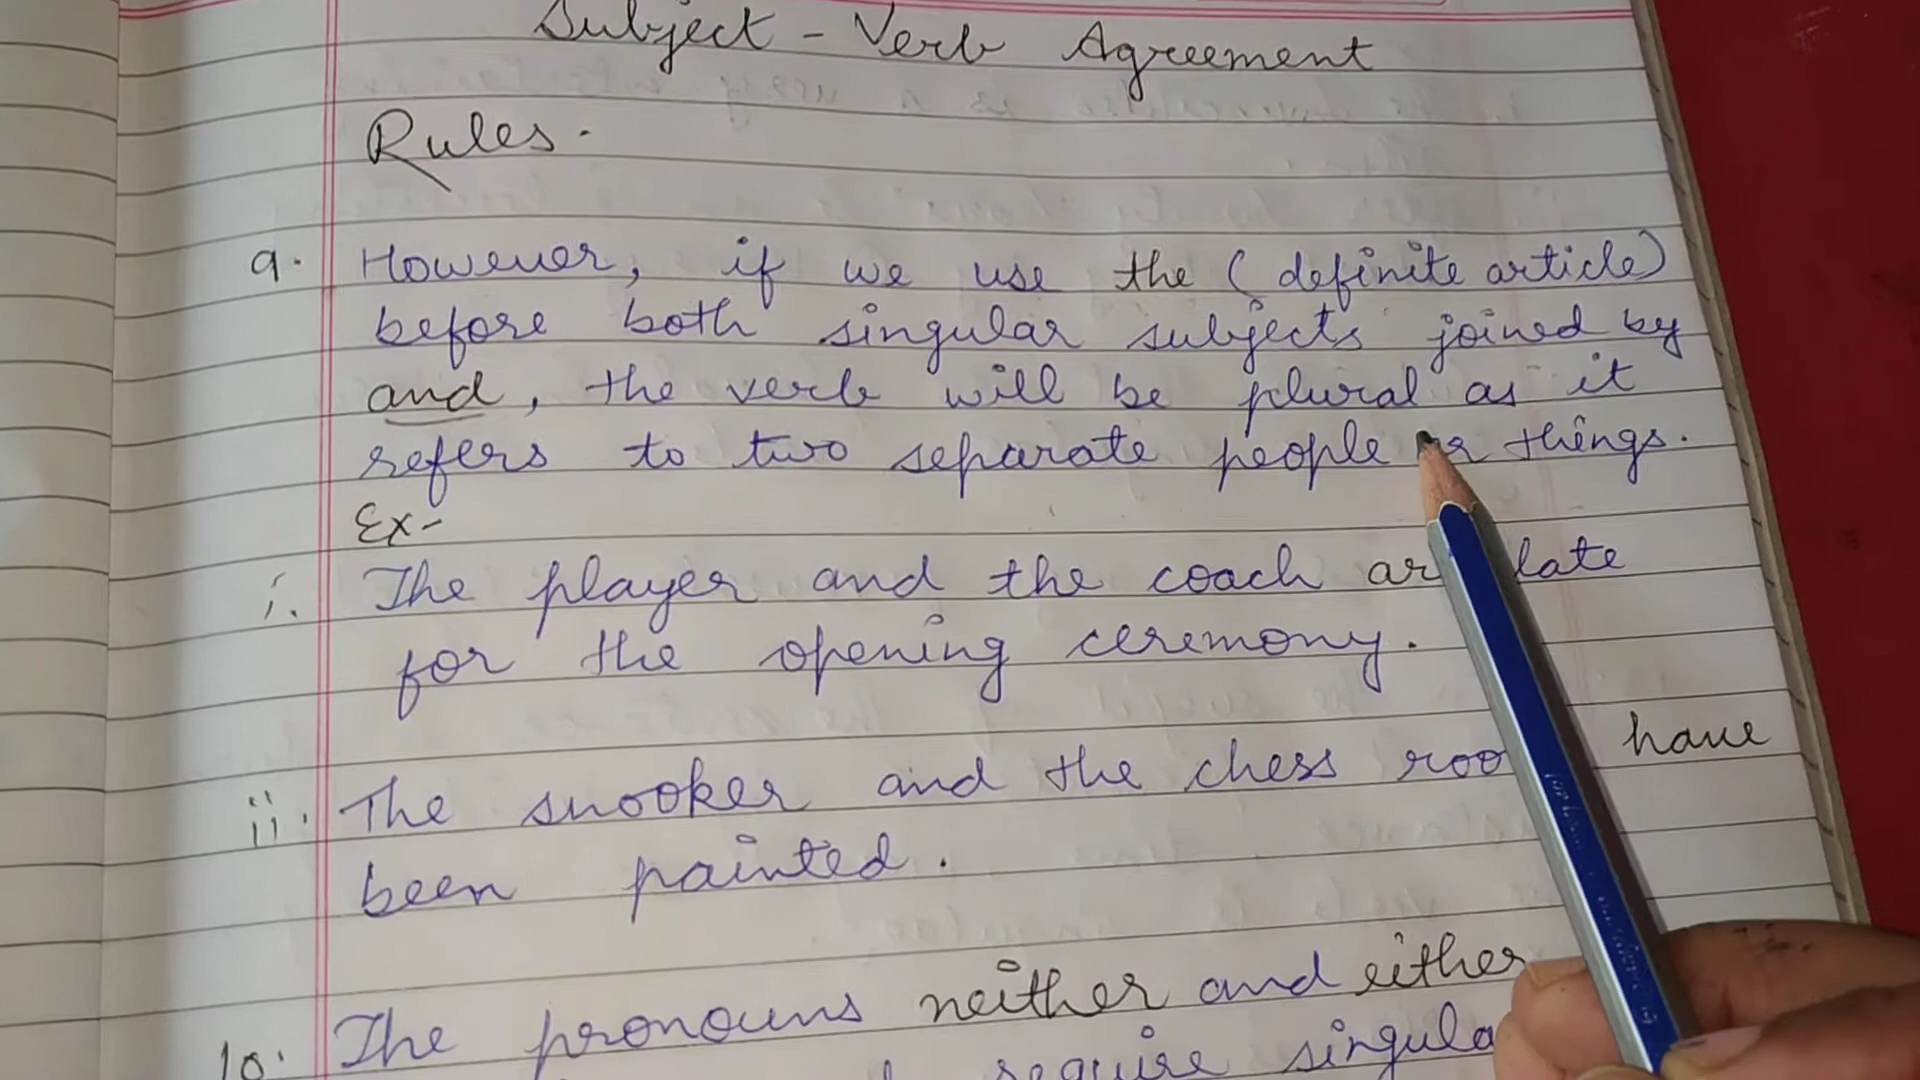 Subject - Verb Agreement
Rules.
9. However, if we use the (definite article)
before both singular subjects joined by
and, the verb will be plural as it
refers to two separate people or things.
Ex-
i. The player and the coach are late
for the opening ceremony.
ii. The snooker and the chess have
been painted.
10. The pronouns neither and either
require